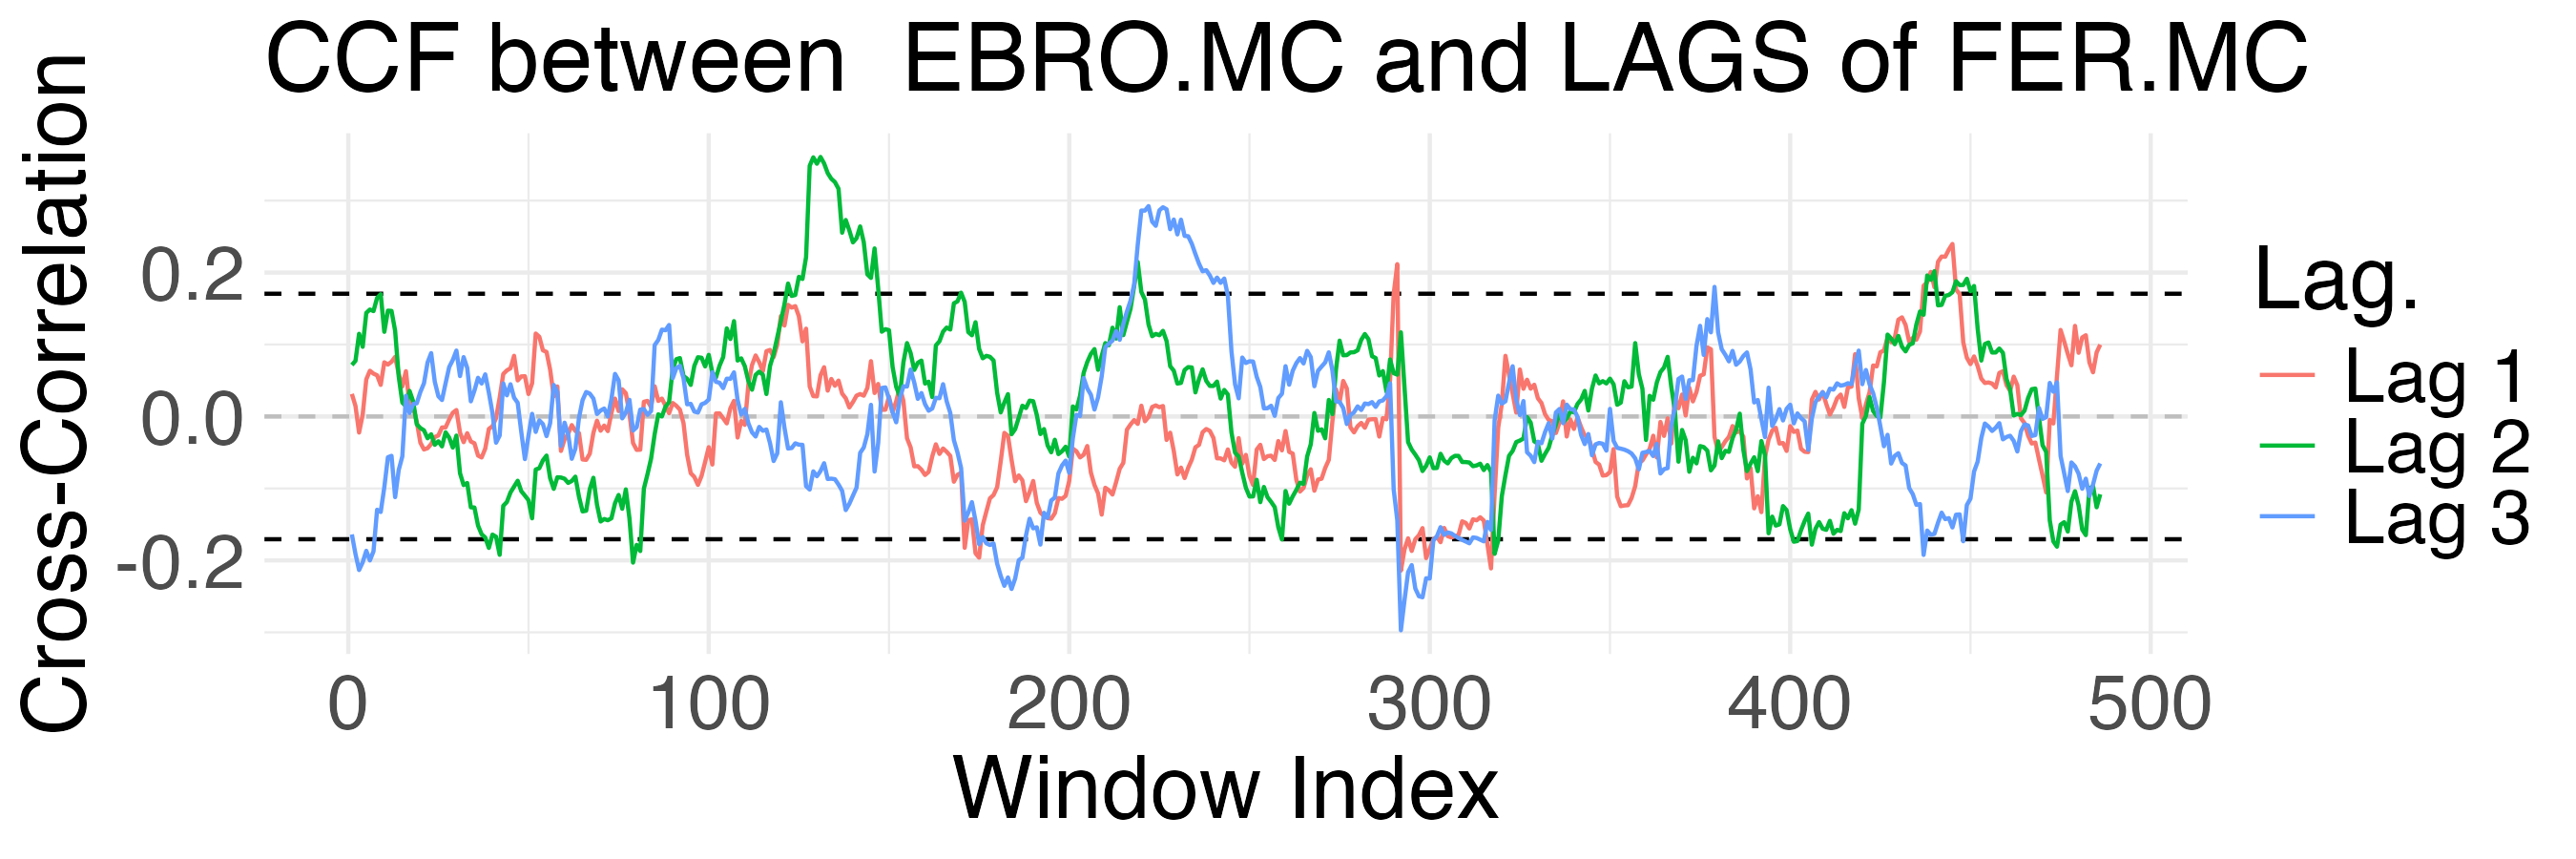 CCF between  EBRO.MC and LAGS of FER.MC
Cross-Correlation
0.2
0.0
-0.2
0 100 200 300 400 500
Window Index
Lag.
Lag 1
Lag 2
Lag 3